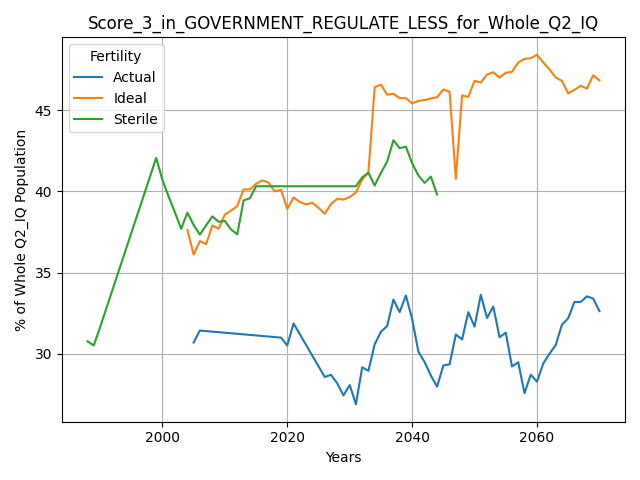 Score_3_in_GOVERNMENT_REGULATE_LESS_for_Whole_Q2_IQ
Fertility
Actual
Ideal
Sterile
% of Whole Q2_IQ Population
45
40
35
30
2000
2020
2040
2060
Years